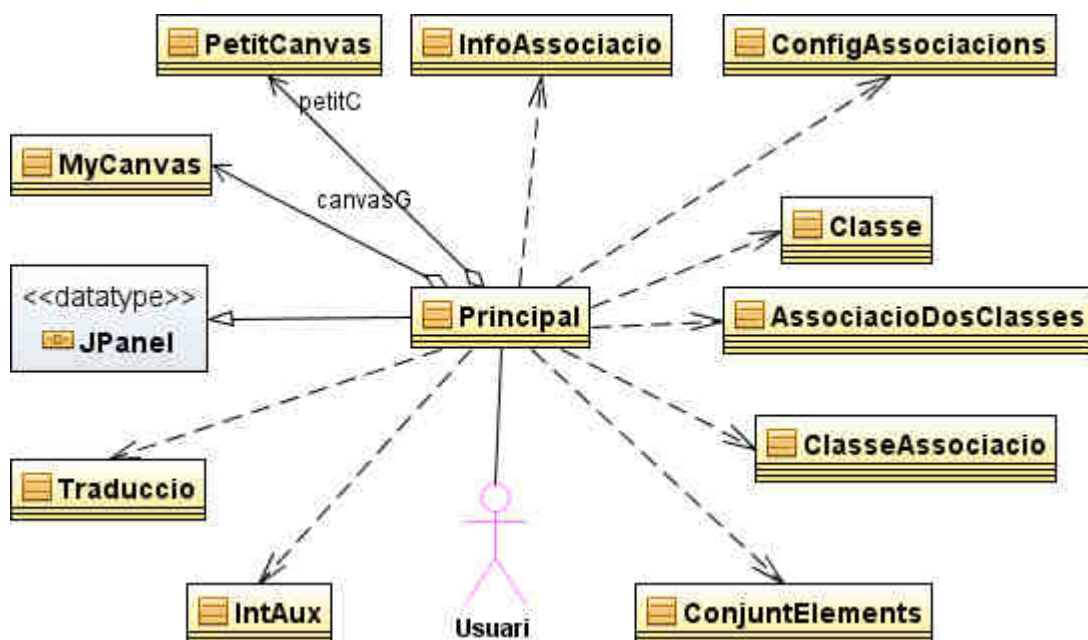 PetitCanvas
InfoAssociacio
ConfigAssociacions
petitC
MyCanvas
canvasG
Classe
<<datatype>>
JPanel
Principal
AssociacioDosClasses
ClasseAssociacio
Traduccio
IntAux
Usuari
ConjuntElements